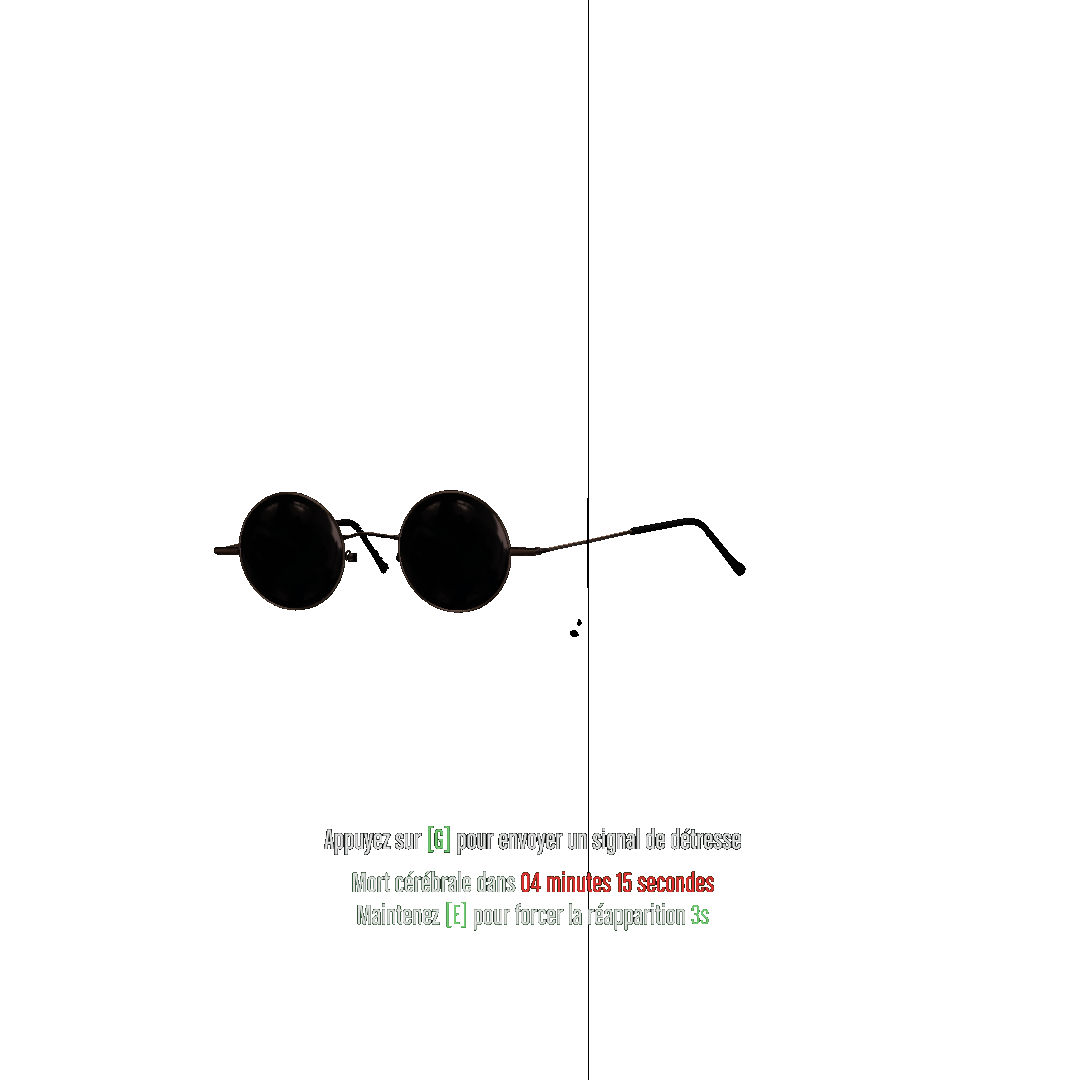 Appuyez sur [G] pour envoyer un signal de détresse
Mort cérébrale dans 04 minutes 15 secondes
Maintenez [E] pour forcer la réapparition 3s